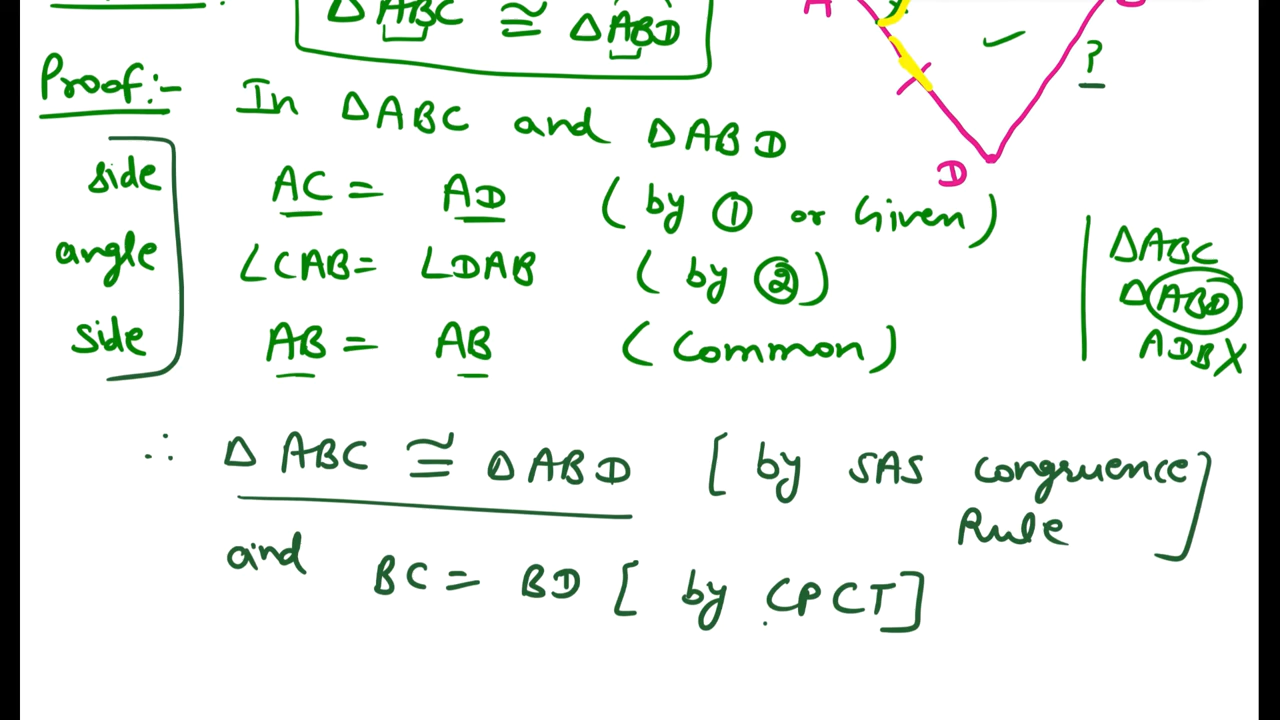 △ABC ≅ △ABD
A
?
Proof:- In △ABC and △ABD
D
side AC = AD (by ① or Given)
angle ∠CAB = ∠DAB (by ②)
side AB = AB (Common)
△ABC
△ABD
ADB X
∴ △ABC ≅ △ABD [by SAS congruence
Rule]
and BC = BD [by CPCT]